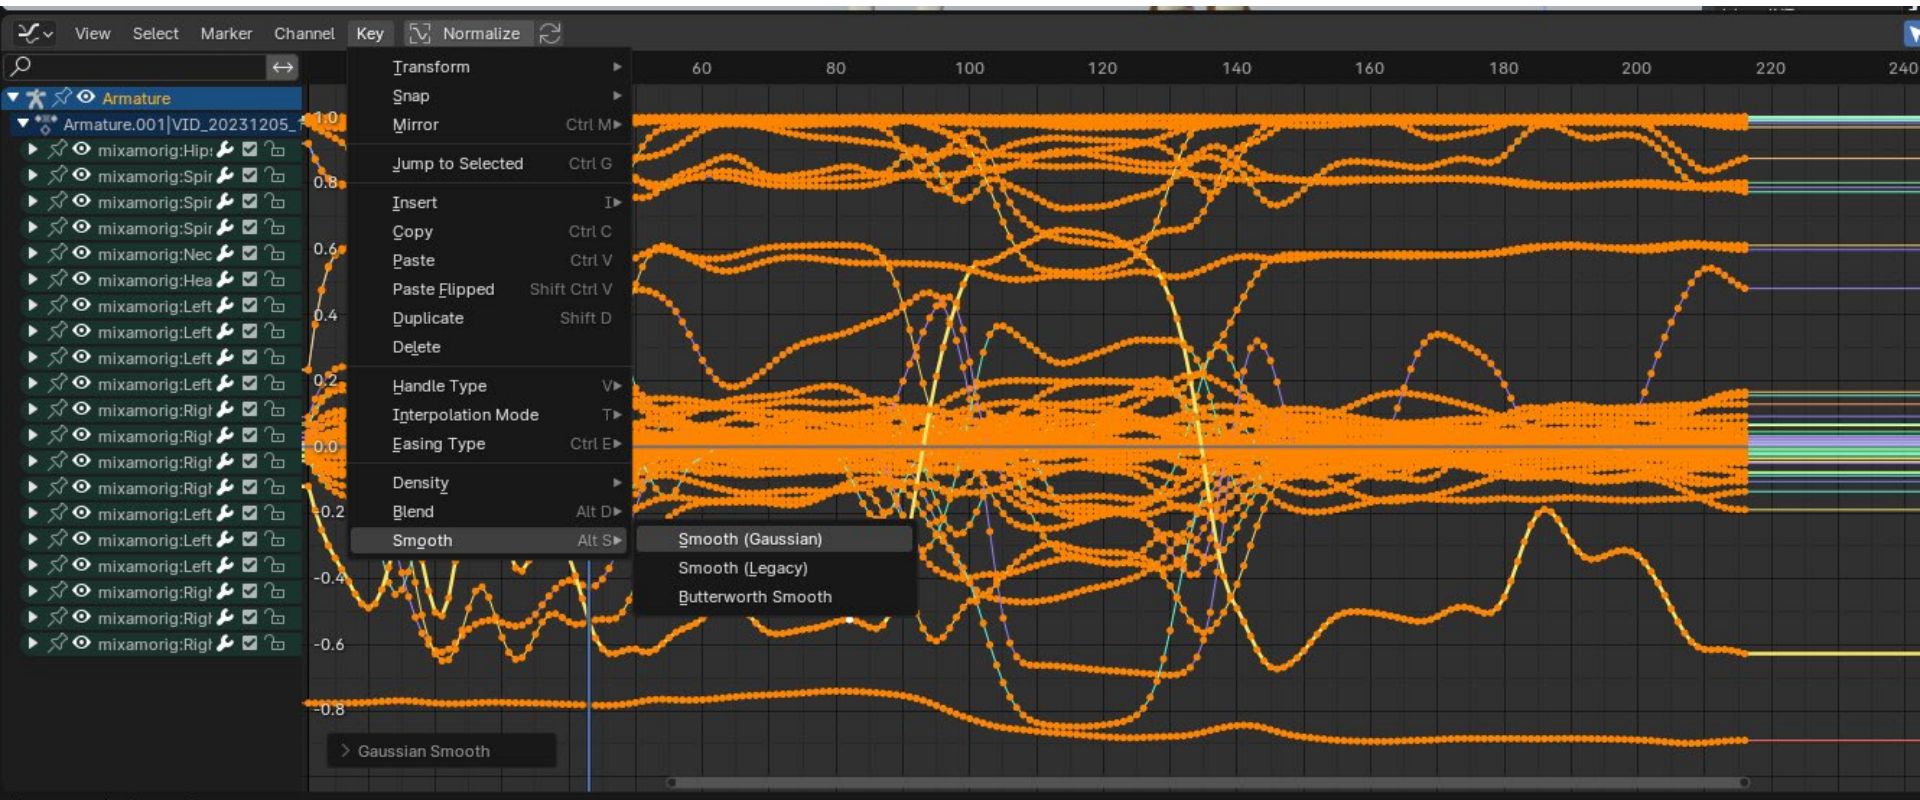 View Select Marker Channel Key Normalize
60 80 100 120 140 160 180 200 220 240
Armature
Armature.001|VID_20231205_
mixamorig:Hip
mixamorig:Spir
mixamorig:Spir
mixamorig:Spir
mixamorig:Nec
mixamorig:Hea
mixamorig:Left
mixamorig:Left
mixamorig:Left
mixamorig:Left
mixamorig:Rigl
mixamorig:Rigl
mixamorig:Rigl
mixamorig:Rigl
mixamorig:Left
mixamorig:Left
mixamorig:Left
mixamorig:Rigl
mixamorig:Rigl
mixamorig:Rigl
1.0
0.8
0.6
0.4
0.2
0.0
-0.2
-0.4
-0.6
-0.8
Transform
Snap
Mirror Ctrl M
Jump to Selected Ctrl G
Insert I
Copy Ctrl C
Paste Ctrl V
Paste Flipped Shift Ctrl V
Duplicate Shift D
Delete
Handle Type V
Interpolation Mode T
Easing Type Ctrl E
Density
Blend Alt D
Smooth Alt S
Smooth (Gaussian)
Smooth (Legacy)
Butterworth Smooth
Gaussian Smooth